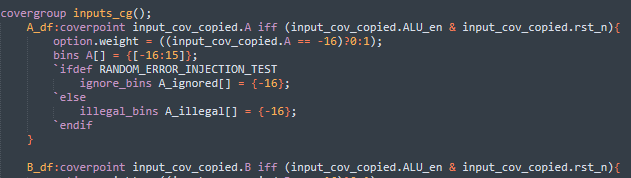 covergroup inputs_cg();
A_df:coverpoint input_cov_copied.A iff (input_cov_copied.ALU_en & input_cov_copied.rst_n){
option.weight = ((input_cov_copied.A == -16)?0:1);
bins A[] = {[-16:15]};
`ifdef RANDOM_ERROR_INJECTION_TEST
ignore_bins A_ignored[] = {-16};
`else
illegal_bins A_illegal[] = {-16};
`endif
}
B_df:coverpoint input_cov_copied.B iff (input_cov_copied.ALU_en & input_cov_copied.rst_n){